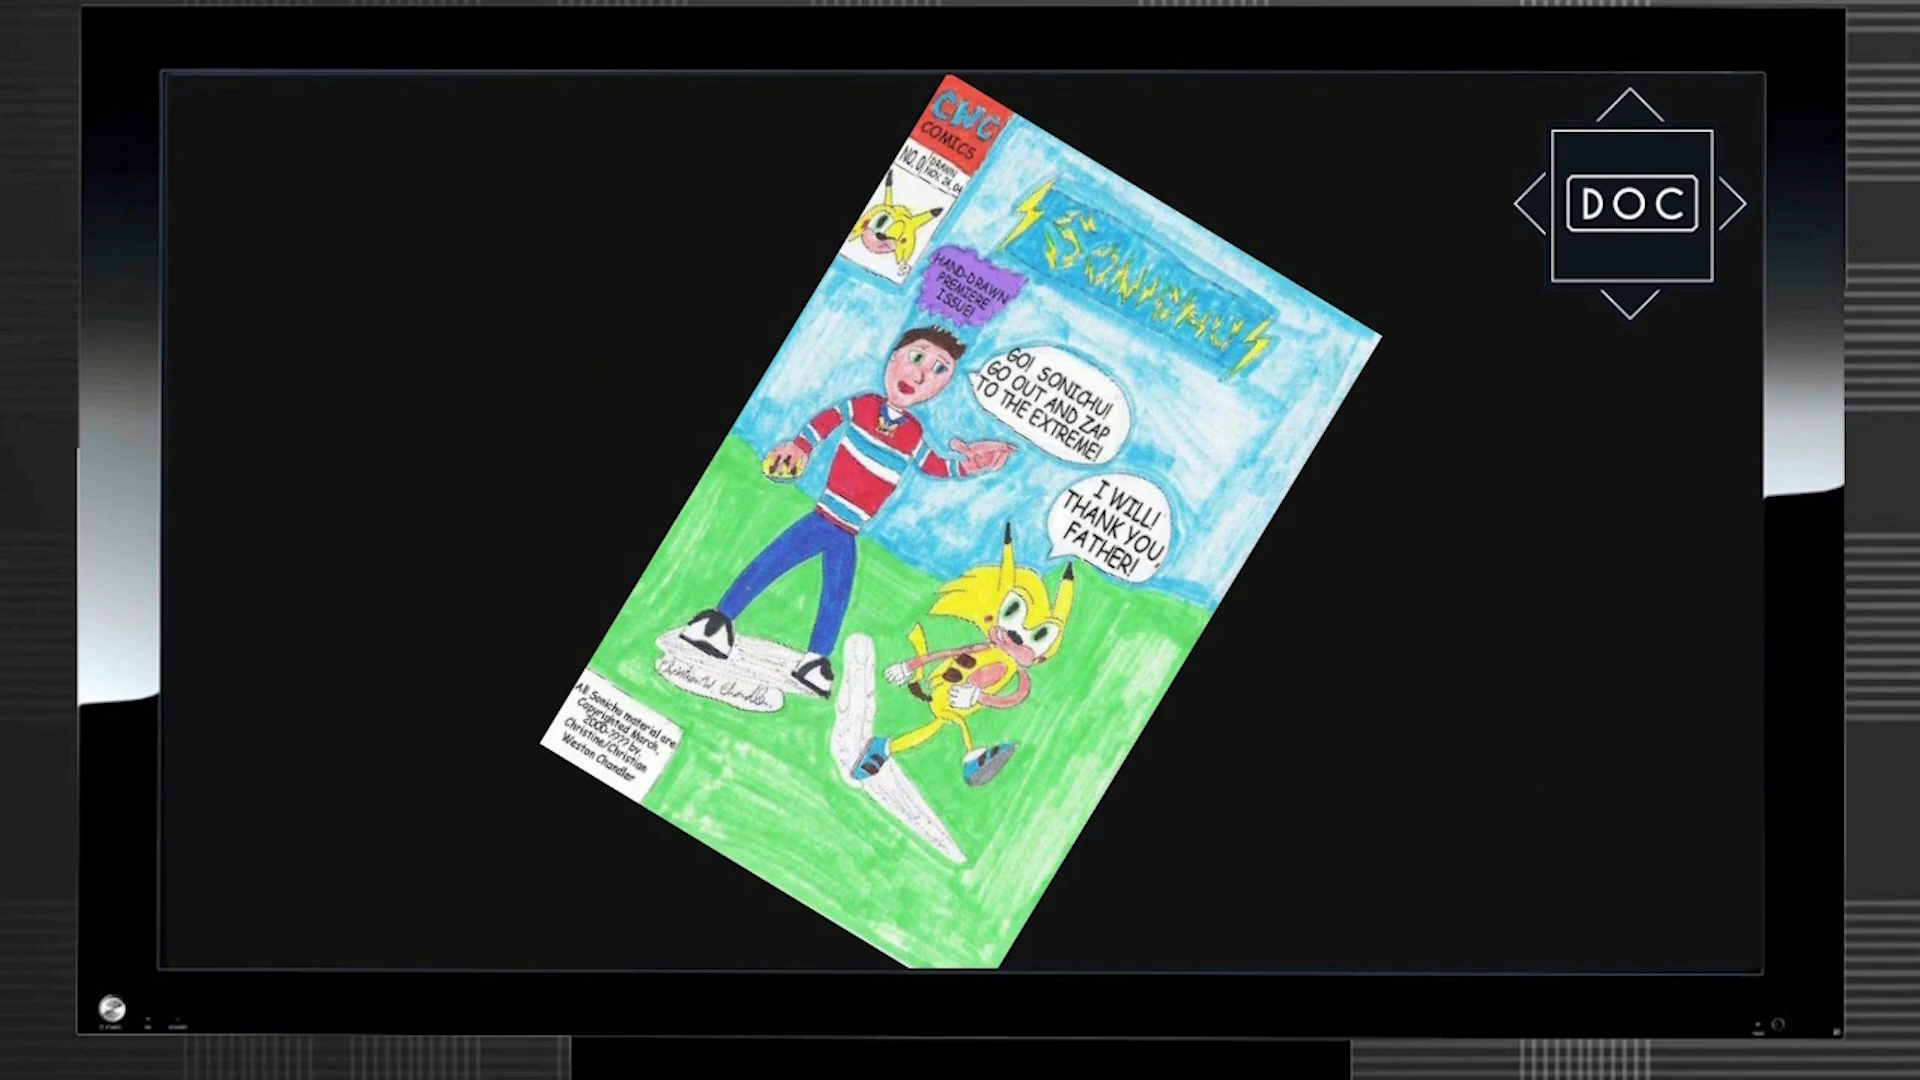 CWC
COMICS
NO. 0
DRAWN
NOV. 24, 04
SONICHU
HAND-DRAWN
PREMIERE
ISSUE!
GO! SONICHU!
GO OUT AND ZAP
TO THE EXTREME!
I WILL!
THANK YOU,
FATHER!
Christian W. Chandler
All Sonichu material are
Copyrighted March,
2000-???? by,
Christine/Christian
Weston Chandler
DOC